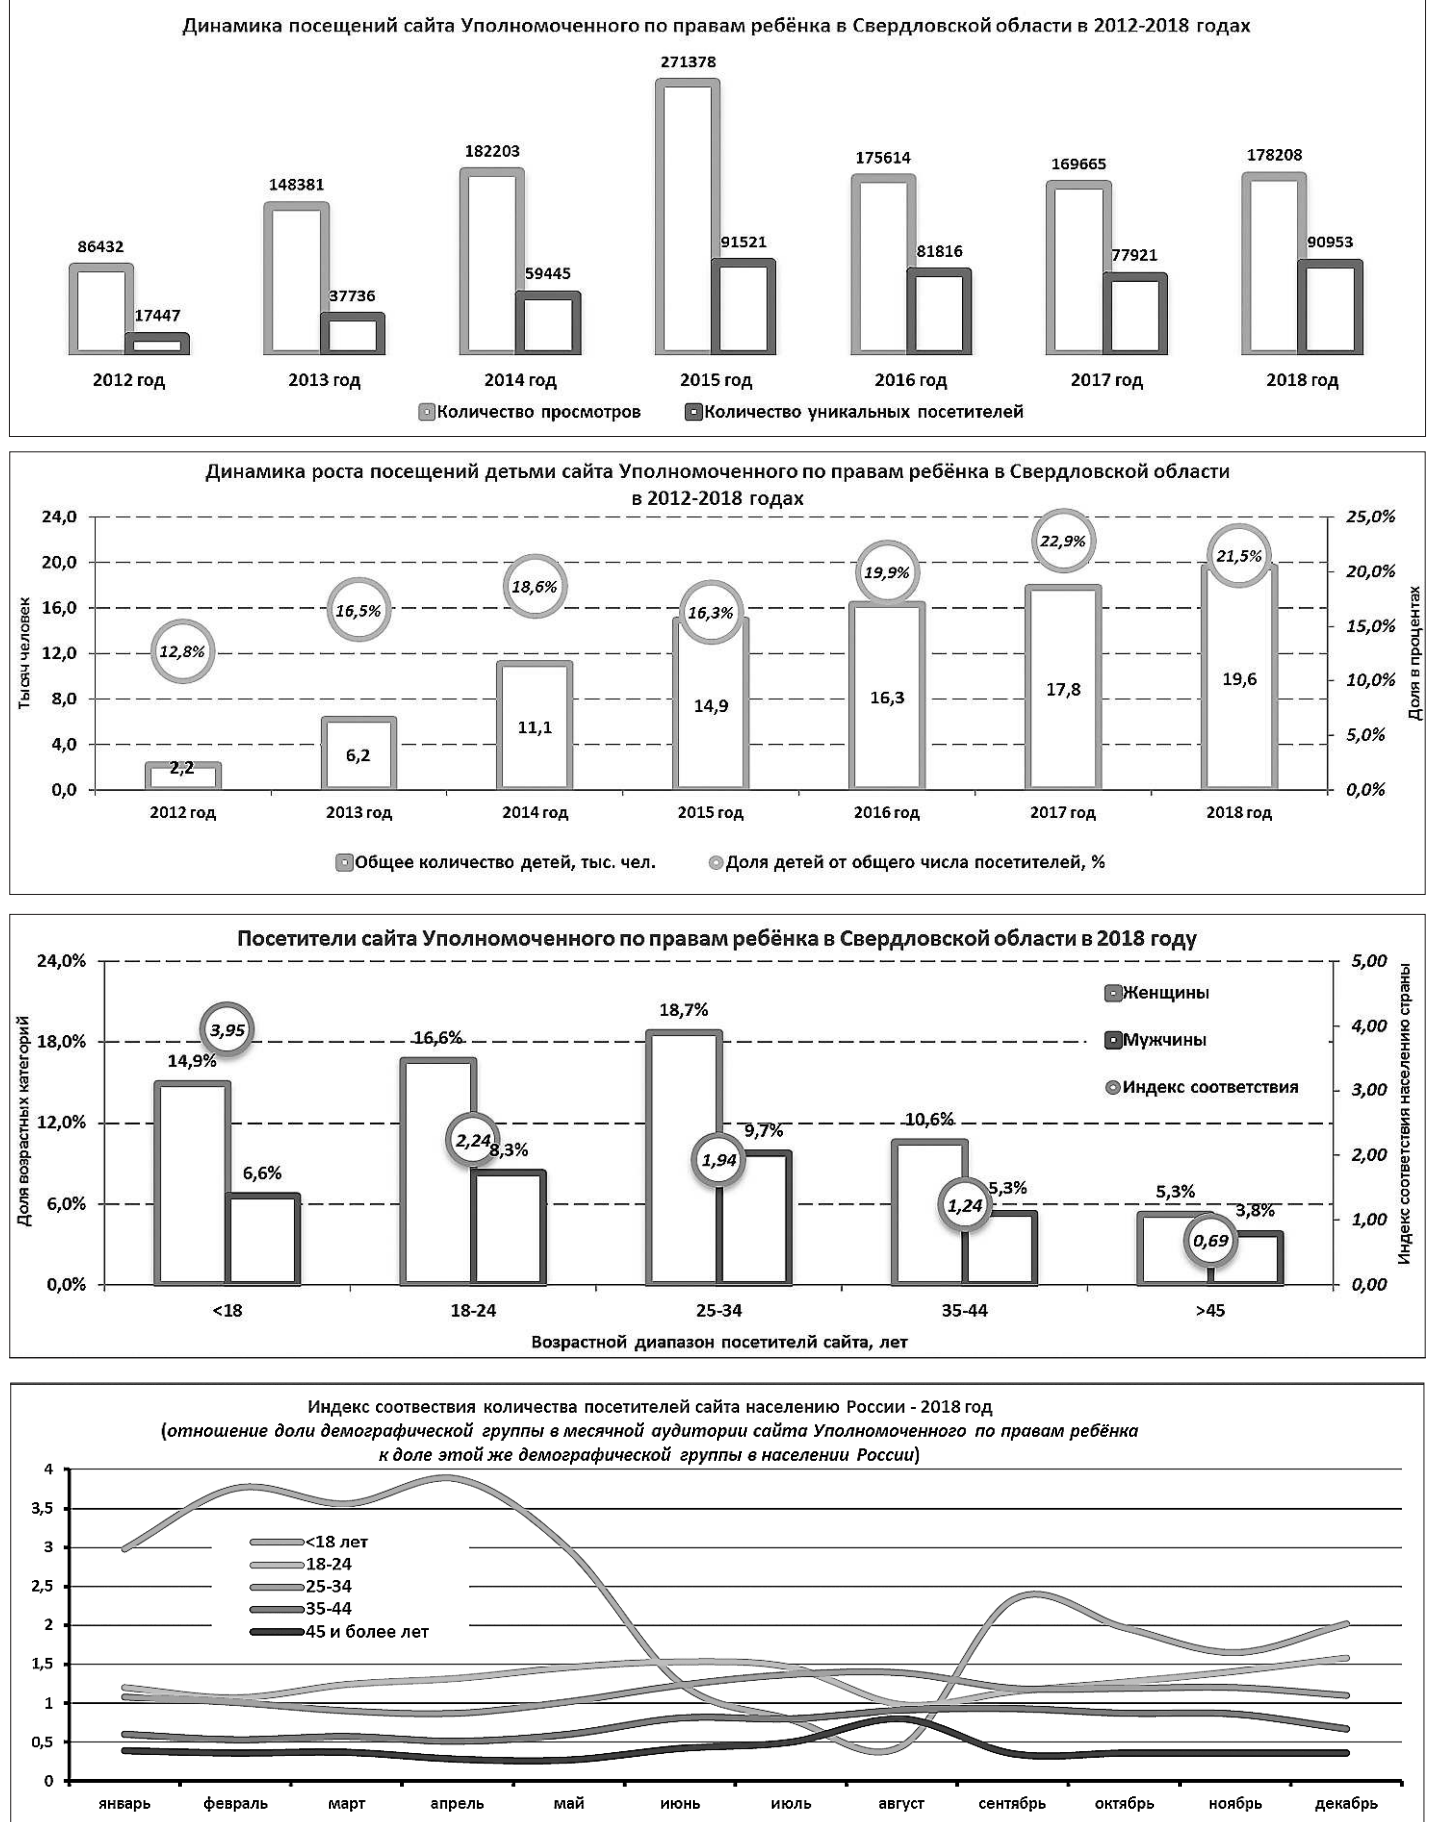 Динамика посещений сайта Уполномоченного по правам ребёнка в Свердловской области в 2012-2018 годах
271378
182203
175614
178208
169665
148381
86432
91521
90953
81816
77921
59445
37736
17447
2012 год 2013 год 2014 год 2015 год 2016 год 2017 год 2018 год
Количество просмотров Количество уникальных посетителей
Динамика роста посещений детьми сайта Уполномоченного по правам ребёнка в Свердловской области
в 2012-2018 годах
Тысяч человек
24,0
20,0
16,0
12,0
8,0
4,0
0,0
12,8% 16,5% 18,6% 16,3% 19,9% 22,9% 21,5%
2,2 6,2 11,1 14,9 16,3 17,8 19,6
25,0%
20,0%
15,0%
10,0%
5,0%
0,0%
Доля в процентах
2012 год 2013 год 2014 год 2015 год 2016 год 2017 год 2018 год
Общее количество детей, тыс. чел. Доля детей от общего числа посетителей, %
Посетители сайта Уполномоченного по правам ребёнка в Свердловской области в 2018 году
Доля возрастных категорий
24,0%
18,0%
12,0%
6,0%
0,0%
14,9% 3,95 6,6%
16,6% 2,24 8,3%
18,7% 1,94 9,7%
10,6% 1,24 5,3%
5,3% 0,69 3,8%
Женщины
Мужчины
Индекс соответствия
5,00
4,00
3,00
2,00
1,00
0,00
Индекс соответствия населению страны
<18 18-24 25-34 35-44 >45
Возрастной диапазон посетителй сайта, лет
Индекс соотвествия количества посетителей сайта населению России - 2018 год
(отношение доли демографической группы в месячной аудитории сайта Уполномоченного по правам ребёнка
к доле этой же демографической группы в населении России)
4
3,5
3
2,5
2
1,5
1
0,5
0
<18 лет
18-24
25-34
35-44
45 и более лет
январь февраль март апрель май июнь июль август сентябрь октябрь ноябрь декабрь